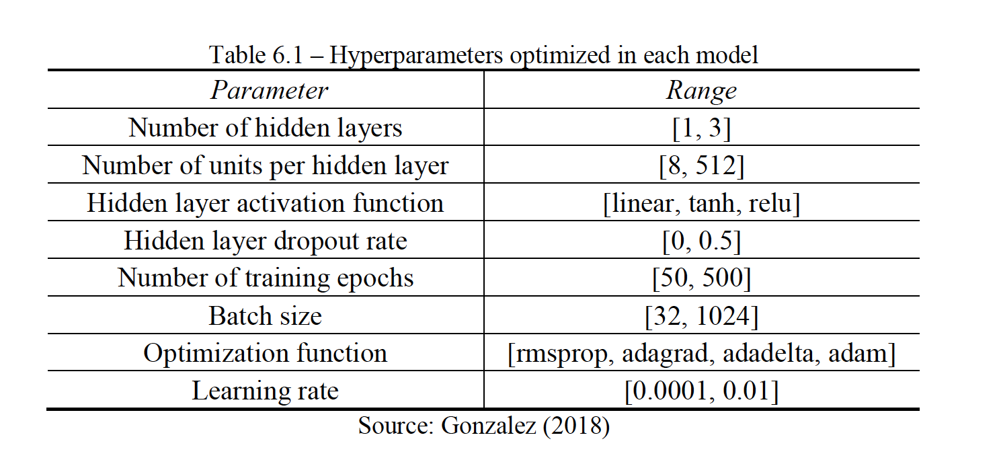 Table 6.1 – Hyperparameters optimized in each model
Parameter Range
Number of hidden layers [1, 3]
Number of units per hidden layer [8, 512]
Hidden layer activation function [linear, tanh, relu]
Hidden layer dropout rate [0, 0.5]
Number of training epochs [50, 500]
Batch size [32, 1024]
Optimization function [rmsprop, adagrad, adadelta, adam]
Learning rate [0.0001, 0.01]
Source: Gonzalez (2018)